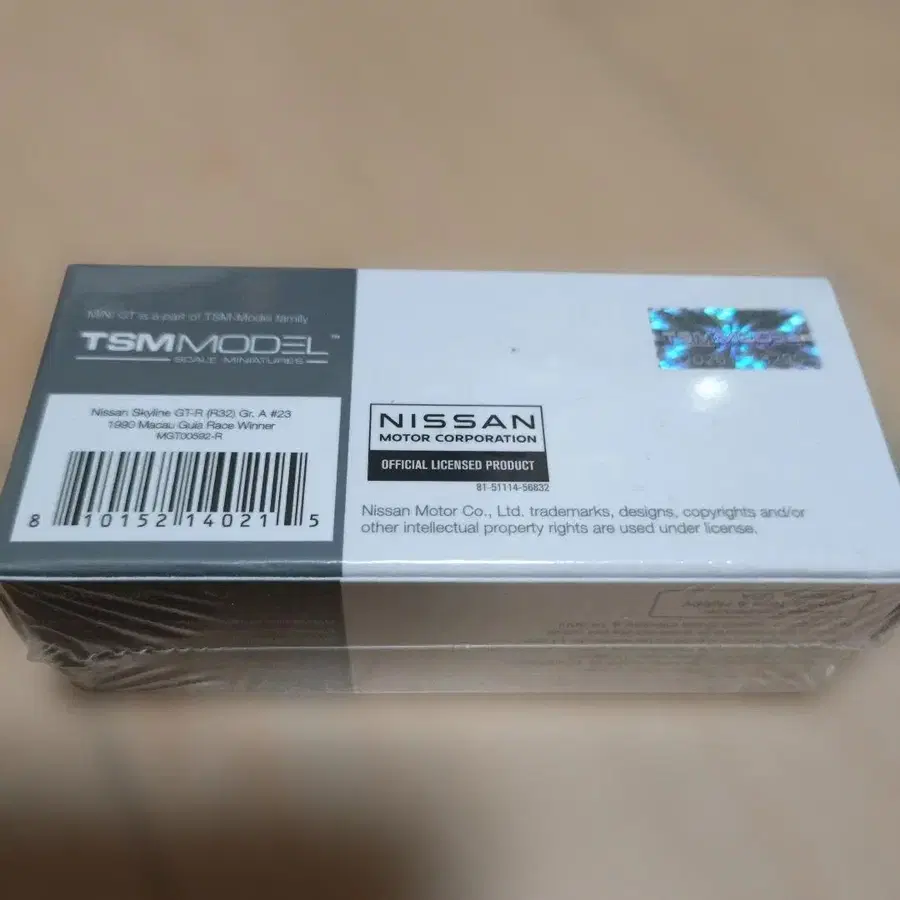 MINI GT is a part of TSM-Model family
TSMMODEL™
SCALE MINIATURES
Nissan Skyline GT-R (R32) Gr. A #23
1990 Macau Guia Race Winner
MGT00592-R
8 10152 14021 5
NISSAN
MOTOR CORPORATION
OFFICIAL LICENSED PRODUCT
81-51114-56832
Nissan Motor Co., Ltd. trademarks, designs, copyrights and/or
other intellectual property rights are used under license.
TSMMODEL